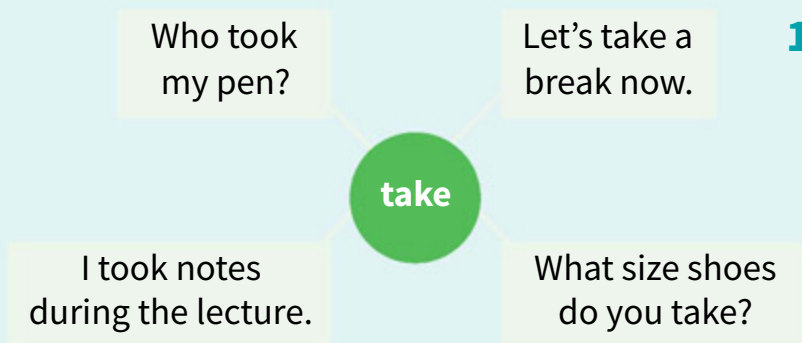 Who took
my pen?
Let’s take a
break now.
1
take
I took notes
during the lecture.
What size shoes
do you take?